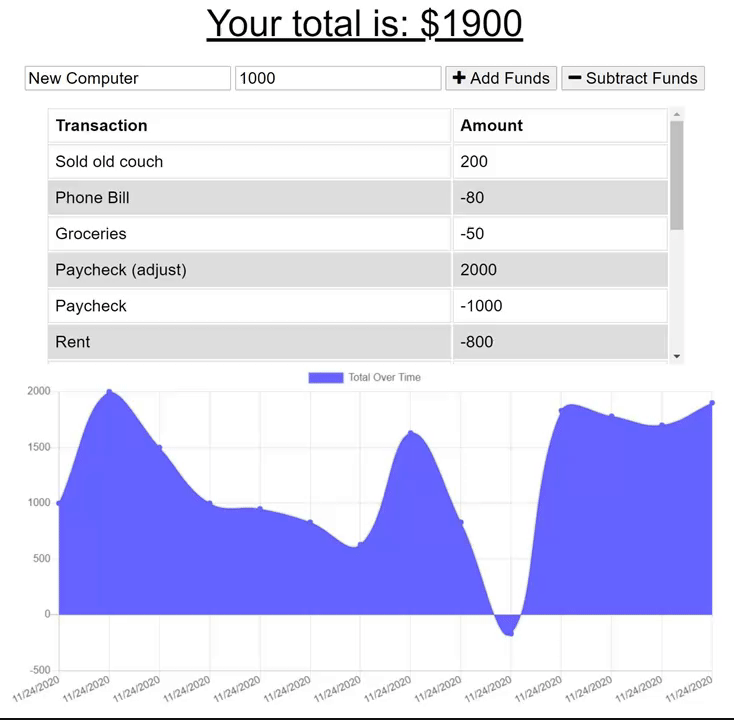 Your total is: $1900
New Computer 1000 Add Funds Subtract Funds
Transaction Amount
Sold old couch 200
Phone Bill -80
Groceries -50
Paycheck (adjust) 2000
Paycheck -1000
Rent -800
Total Over Time
2000
1500
1000
500
0
-500
11/24/2020 11/24/2020 11/24/2020 11/24/2020 11/24/2020 11/24/2020 11/24/2020 11/24/2020 11/24/2020 11/24/2020 11/24/2020 11/24/2020 11/24/2020 11/24/2020